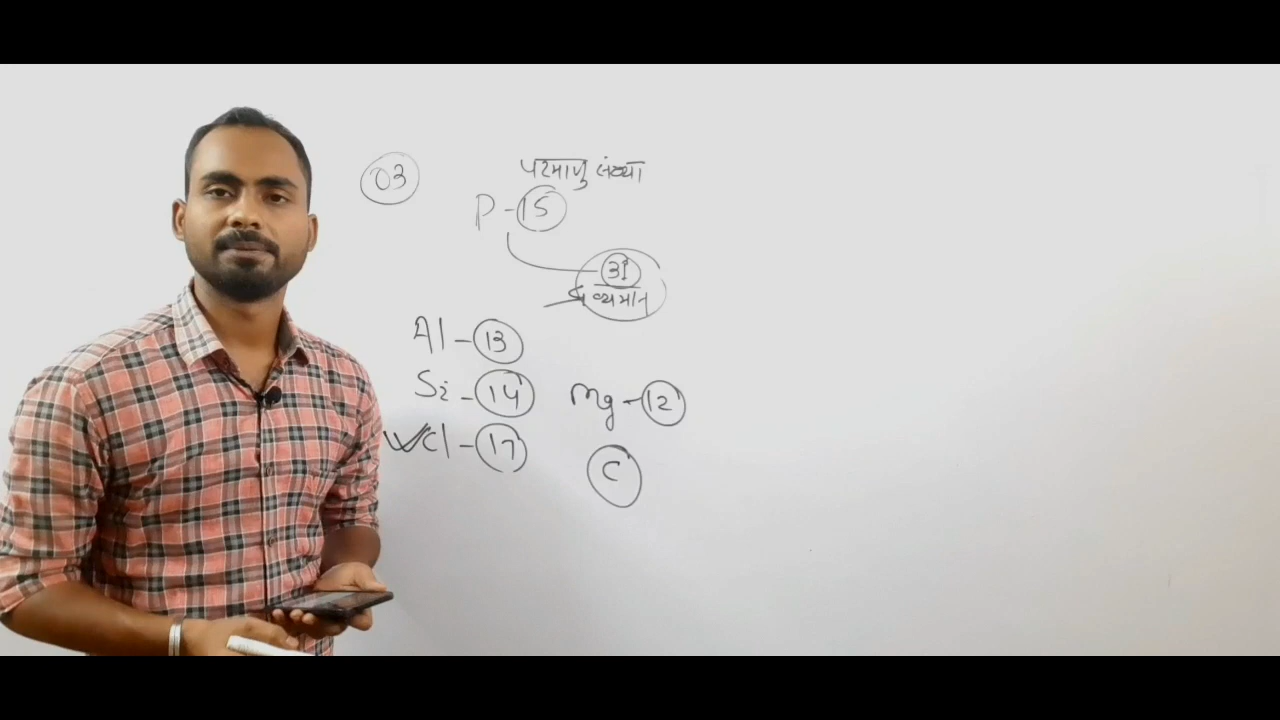 03
परमाणु संख्या
P - 15
31
द्रव्यमान
Al - 13
Si - 14
Mg - 12
Cl - 17
C